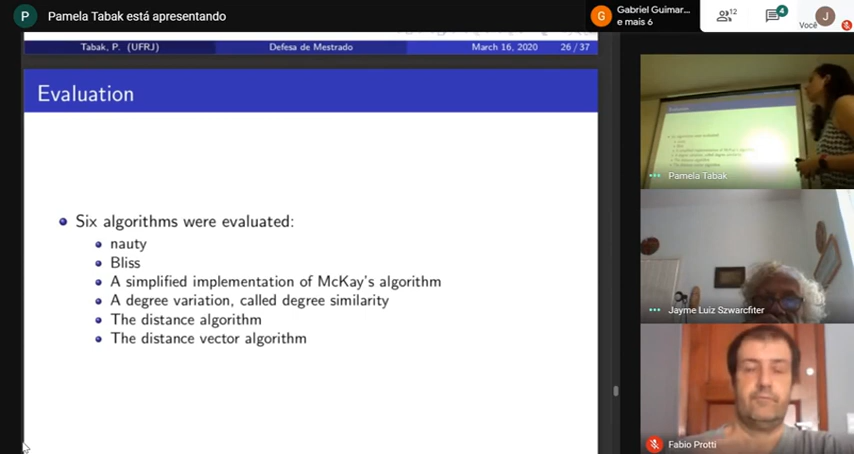 P
Pamela Tabak está apresentando
G
Gabriel Guimar...
e mais 6
12
4
Você
J
Tabak, P. (UFRJ)
Defesa de Mestrado
March 16, 2020
26 / 37
Evaluation
Six algorithms were evaluated:
nauty
Bliss
A simplified implementation of McKay's algorithm
A degree variation, called degree similarity
The distance algorithm
The distance vector algorithm
Pamela Tabak
Jayme Luiz Szwarcfiter
Fabio Protti